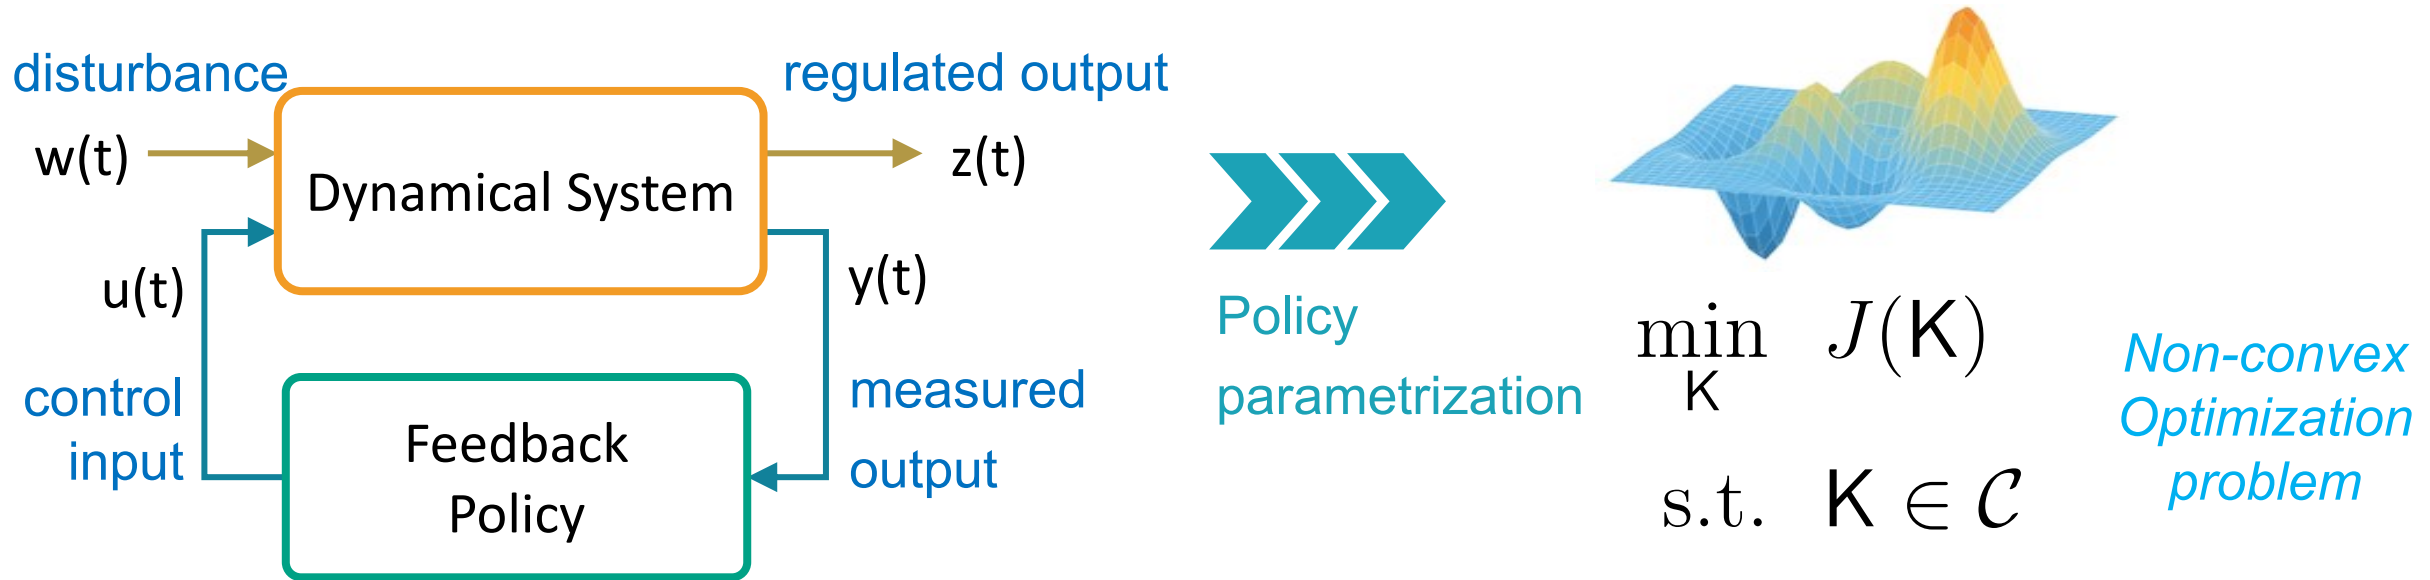 disturbance
w(t)
Dynamical System
regulated output
z(t)
u(t)
y(t)
control
input
Feedback
Policy
measured
output
Policy
parametrization
min J(K)
K
s.t. K ∈ 𝒞
Non-convex
Optimization
problem